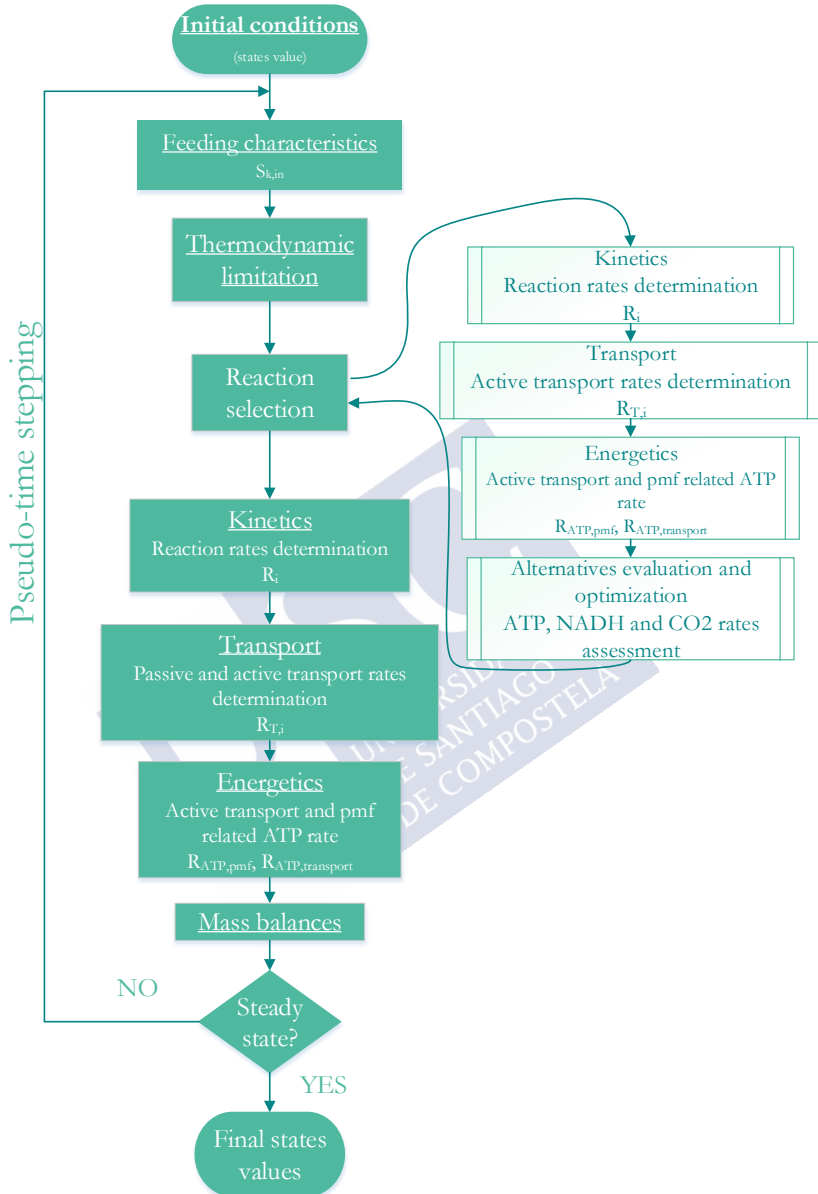 Initial conditions
(states value)
Feeding characteristics
Sk,in
Thermodynamic
limitation
Reaction
selection
Kinetics
Reaction rates determination
Ri
Transport
Passive and active transport rates
determination
RT,i
Energetics
Active transport and pmf
related ATP rate
RATP,pmf, RATP,transport
Mass balances
Steady
state?
NO
YES
Final states
values
Pseudo-time stepping
Kinetics
Reaction rates determination
Ri
Transport
Active transport rates determination
RT,i
Energetics
Active transport and pmf related ATP
rate
RATP,pmf, RATP,transport
Alternatives evaluation and
optimization
ATP, NADH and CO2 rates
assessment
DE SANTIAGO
DE COMPOSTELA